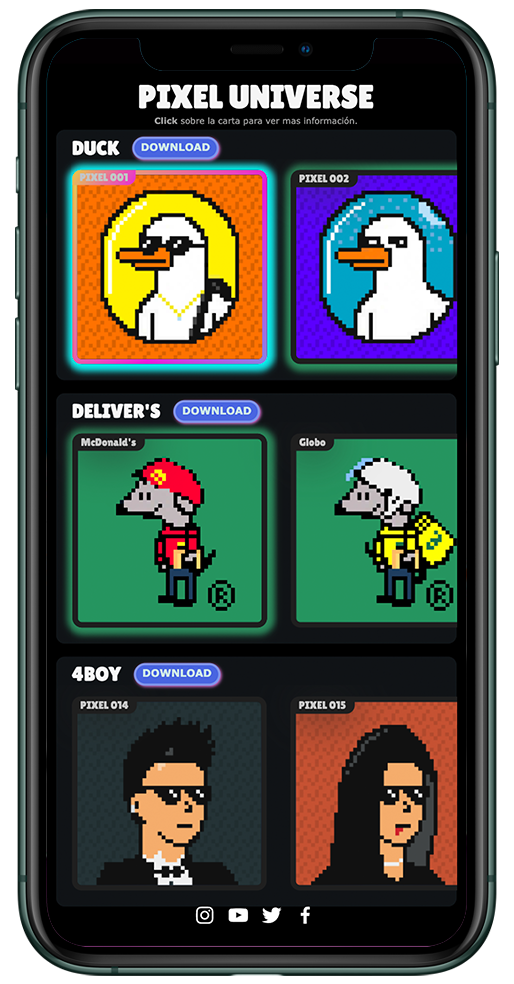 PIXEL UNIVERSE
Click sobre la carta para ver mas información.
DUCK DOWNLOAD
PIXEL 001
PIXEL 002
DELIVER'S DOWNLOAD
McDonald's
Globo
®
®
4BOY DOWNLOAD
PIXEL 014
PIXEL 015